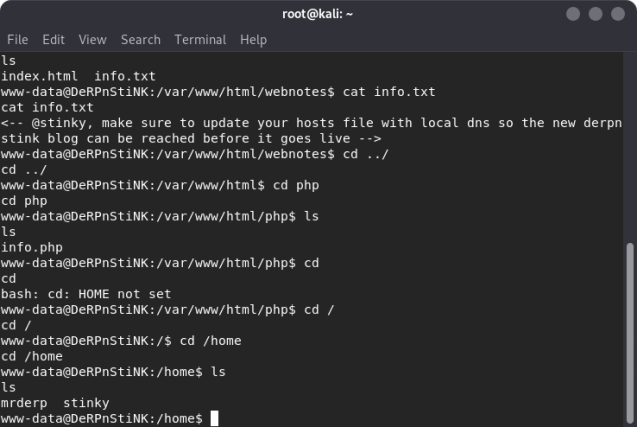 root@kali: ~
File Edit View Search Terminal Help
ls
index.html  info.txt
www-data@DeRPnStiNK:/var/www/html/webnotes$ cat info.txt
cat info.txt
<-- @stinky, make sure to update your hosts file with local dns so the new derpn
stink blog can be reached before it goes live -->
www-data@DeRPnStiNK:/var/www/html/webnotes$ cd ../
cd ../
www-data@DeRPnStiNK:/var/www/html$ cd php
cd php
www-data@DeRPnStiNK:/var/www/html/php$ ls
ls
info.php
www-data@DeRPnStiNK:/var/www/html/php$ cd
cd
bash: cd: HOME not set
www-data@DeRPnStiNK:/var/www/html/php$ cd /
cd /
www-data@DeRPnStiNK:/$ cd /home
cd /home
www-data@DeRPnStiNK:/home$ ls
ls
mrderp  stinky
www-data@DeRPnStiNK:/home$